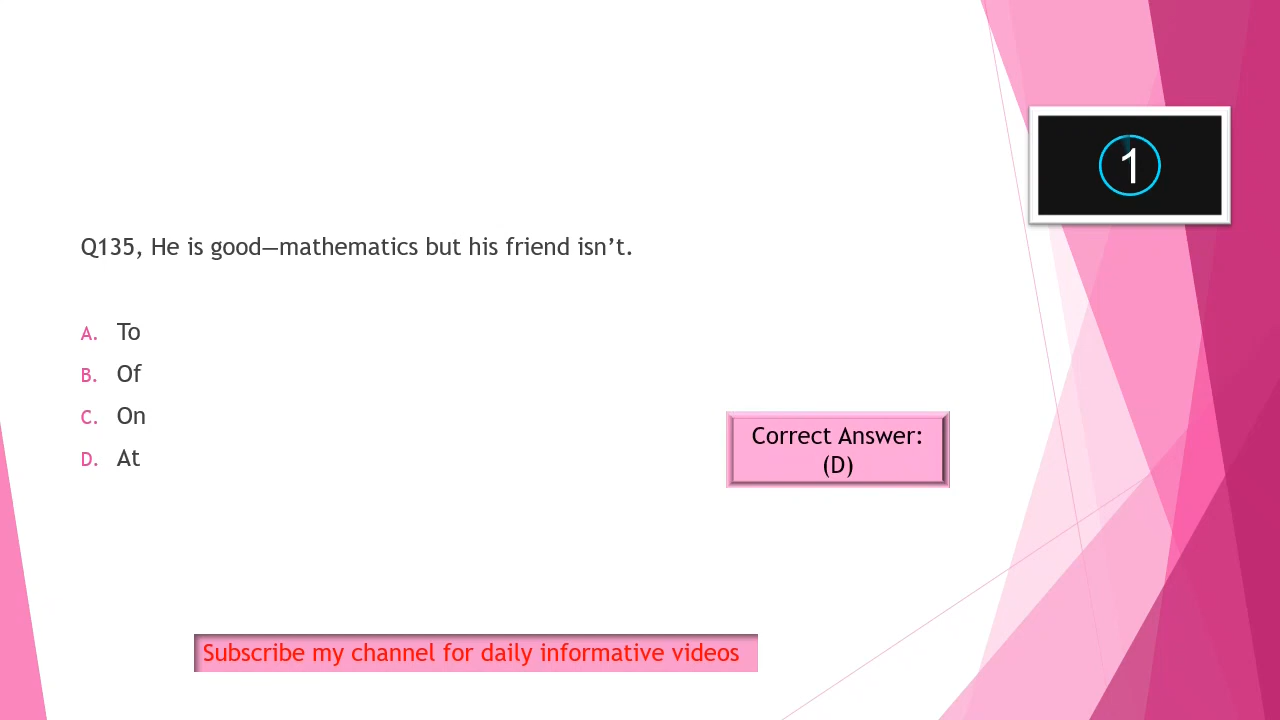 1
Q135, He is good—mathematics but his friend isn’t.
A. To
B. Of
C. On
D. At
Correct Answer:
(D)
Subscribe my channel for daily informative videos